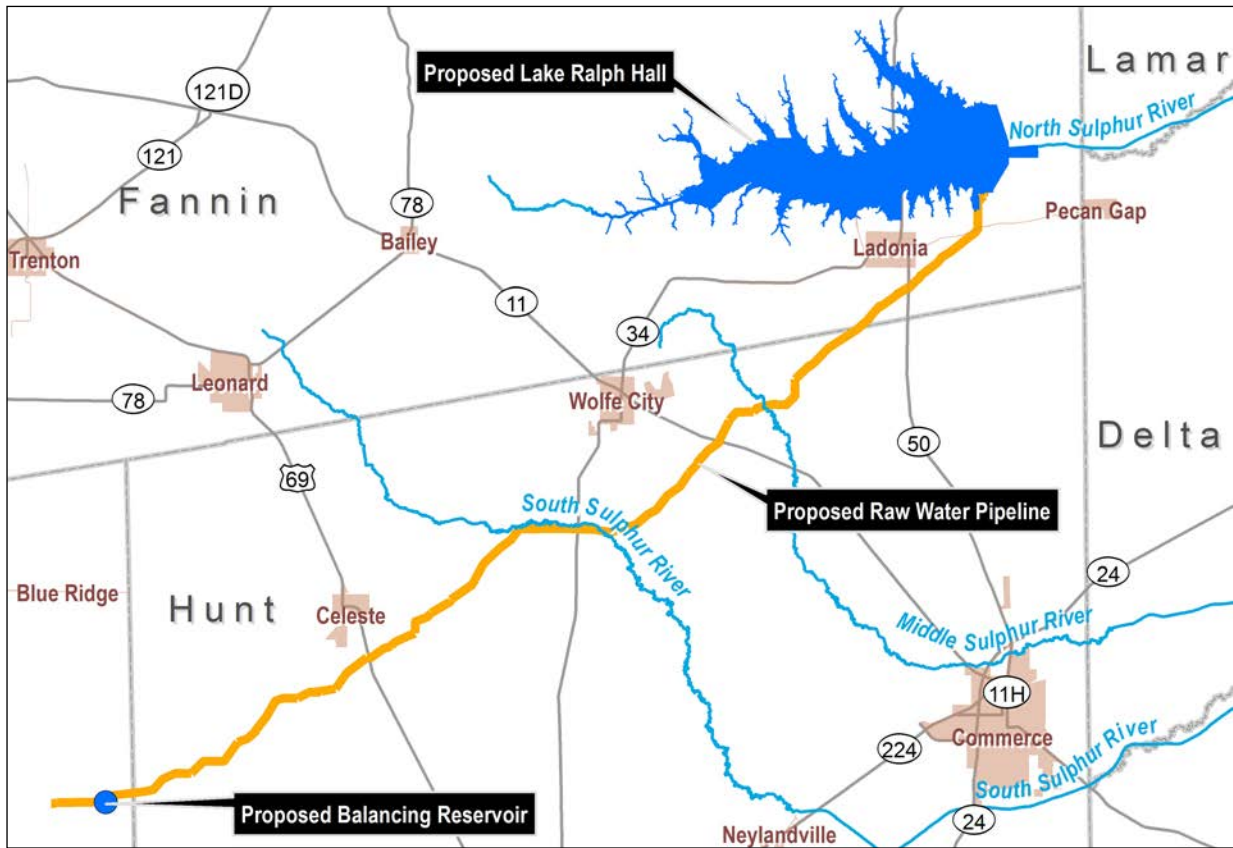 Proposed Lake Ralph Hall
Lamar
121D
North Sulphur River
121
Fannin
78
Pecan Gap
Bailey
Ladonia
Trenton
11
34
Leonard
Wolfe City
78
50
Delta
69
South Sulphur River
Proposed Raw Water Pipeline
24
Blue Ridge
Hunt
Celeste
Middle Sulphur River
11H
Commerce
224
South Sulphur River
Proposed Balancing Reservoir
24
Neylandville